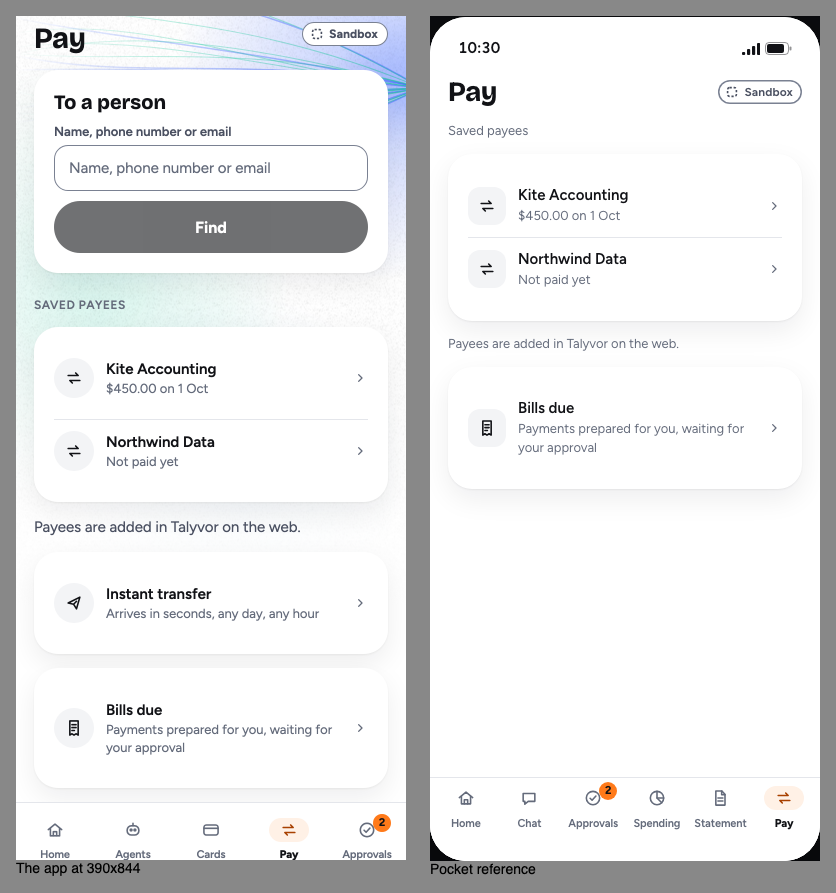 Pay
Sandbox
To a person
Name, phone number or email
Name, phone number or email
Find
SAVED PAYEES
Kite Accounting
$450.00 on 1 Oct
Northwind Data
Not paid yet
Payees are added in Talyvor on the web.
Instant transfer
Arrives in seconds, any day, any hour
Bills due
Payments prepared for you, waiting for
your approval
2
Home
Agents
Cards
Pay
Approvals
The app at 390x844
10:30
Pay
Sandbox
Saved payees
Kite Accounting
$450.00 on 1 Oct
Northwind Data
Not paid yet
Payees are added in Talyvor on the web.
Bills due
Payments prepared for you, waiting for
your approval
2
Home
Chat
Approvals
Spending
Statement
Pay
Pocket reference